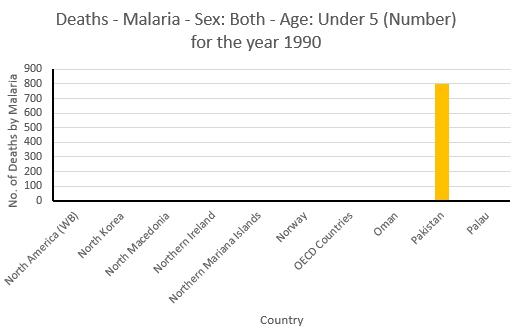 Deaths - Malaria - Sex: Both - Age: Under 5 (Number)
for the year 1990
No. of Deaths by Malaria
900
800
700
600
500
400
300
200
100
0
North America (WB)
North Korea
North Macedonia
Northern Ireland
Northern Mariana Islands
Norway
OECD Countries
Oman
Pakistan
Palau
Country